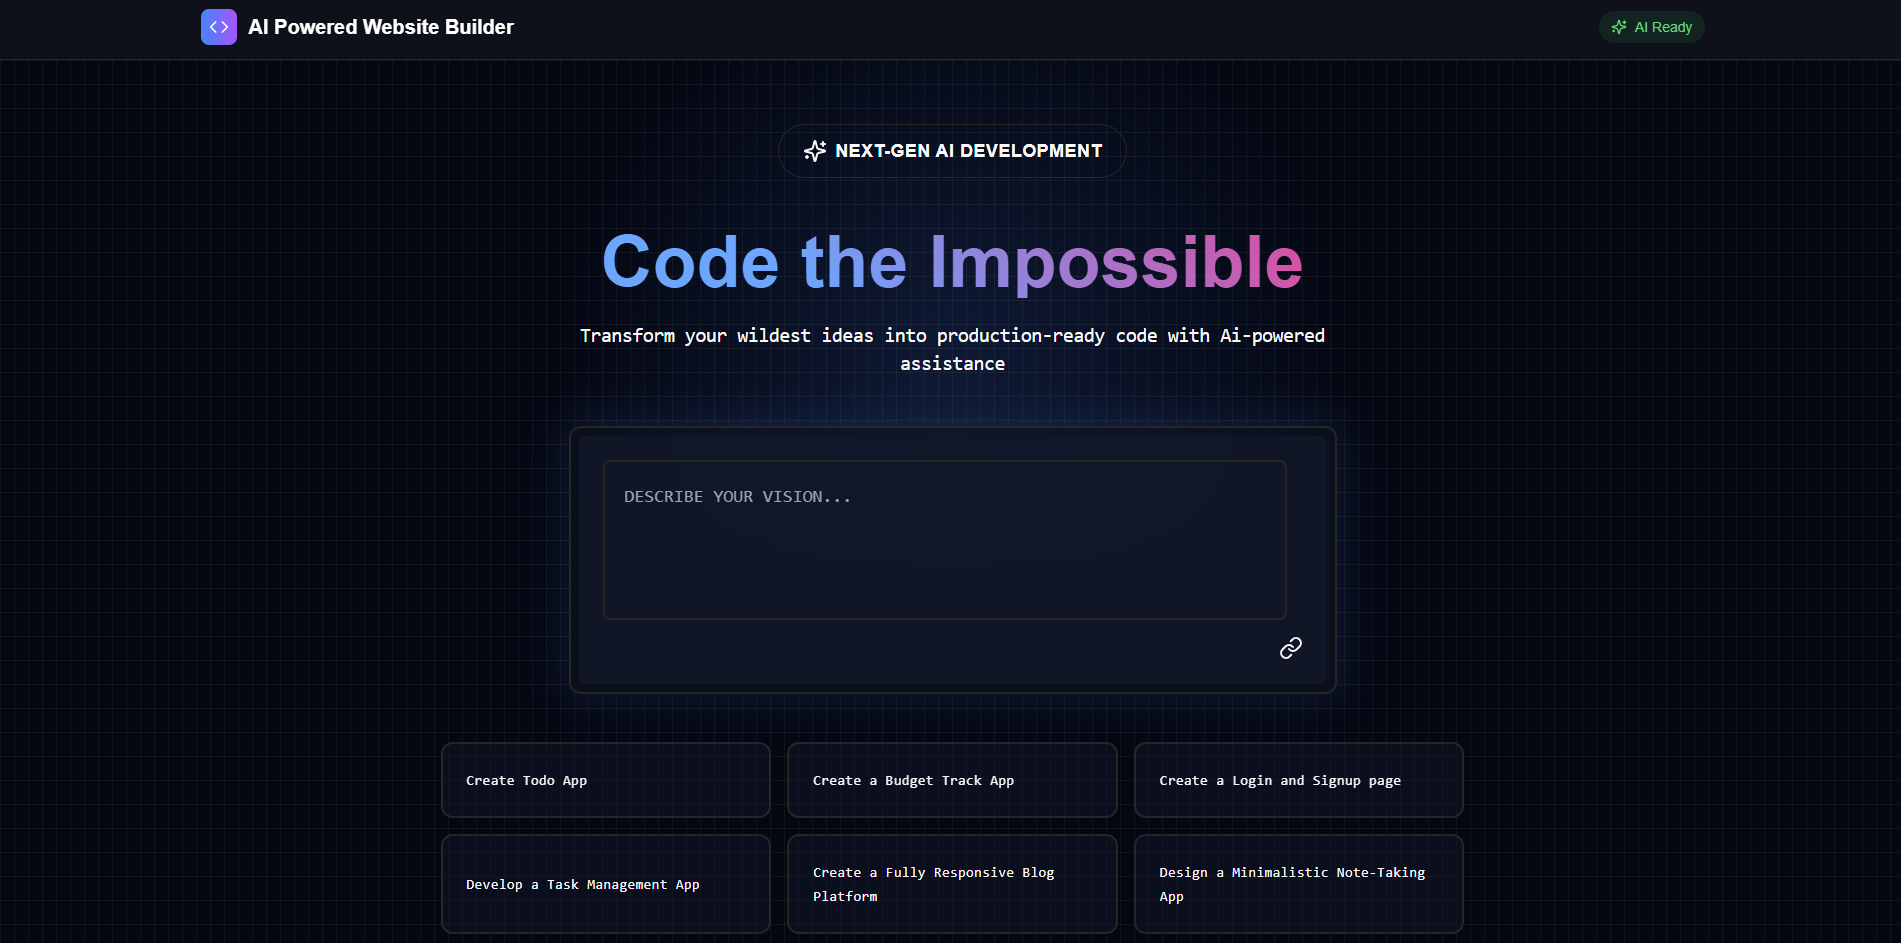 AI Powered Website Builder
AI Ready
NEXT-GEN AI DEVELOPMENT
Code the Impossible
Transform your wildest ideas into production-ready code with Ai-powered
assistance
DESCRIBE YOUR VISION...
Create Todo App
Create a Budget Track App
Create a Login and Signup page
Develop a Task Management App
Create a Fully Responsive Blog
Platform
Design a Minimalistic Note-Taking
App